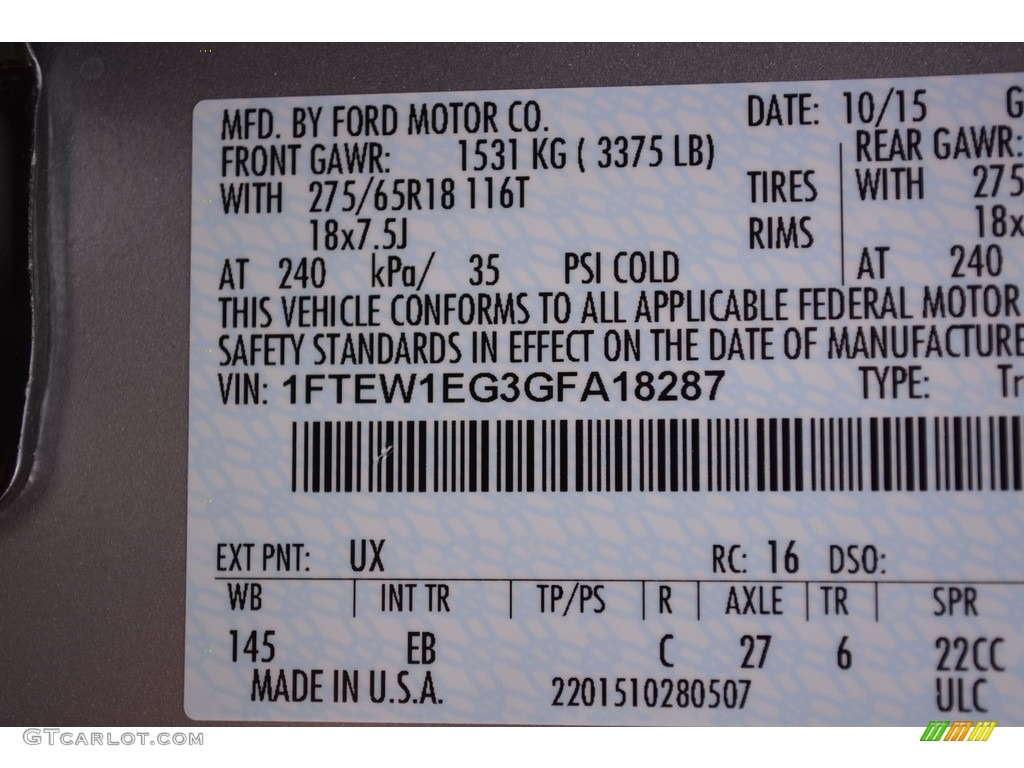 MFD. BY FORD MOTOR CO. DATE: 10/15 G
FRONT GAWR: 1531 KG ( 3375 LB) REAR GAWR:
WITH 275/65R18 116T TIRES WITH 275
18x7.5J RIMS 18x
AT 240 kPa/ 35 PSI COLD AT 240
THIS VEHICLE CONFORMS TO ALL APPLICABLE FEDERAL MOTOR
SAFETY STANDARDS IN EFFECT ON THE DATE OF MANUFACTURE
VIN: 1FTEW1EG3GFA18287 TYPE: Tr
EXT PNT: UX RC: 16 DSO:
WB INT TR TP/PS R AXLE TR SPR
145 EB C 27 6 22CC
MADE IN U.S.A. 2201510280507 ULC
GTCarlot.com